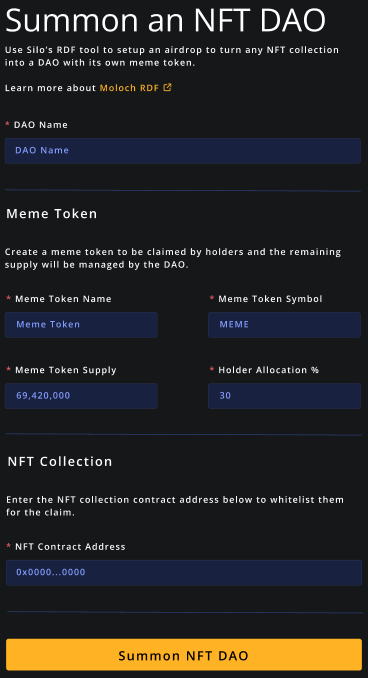 Summon an NFT DAO
Use Silo's RDF tool to setup an airdrop to turn any NFT collection
into a DAO with its own meme token.
Learn more about Moloch RDF
* DAO Name
DAO Name
Meme Token
Create a meme token to be claimed by holders and the remaining
supply will be managed by the DAO.
* Meme Token Name
* Meme Token Symbol
Meme Token
MEME
* Meme Token Supply
* Holder Allocation %
69,420,000
30
NFT Collection
Enter the NFT collection contract address below to whitelist them
for the claim.
* NFT Contract Address
0x0000...0000
Summon NFT DAO